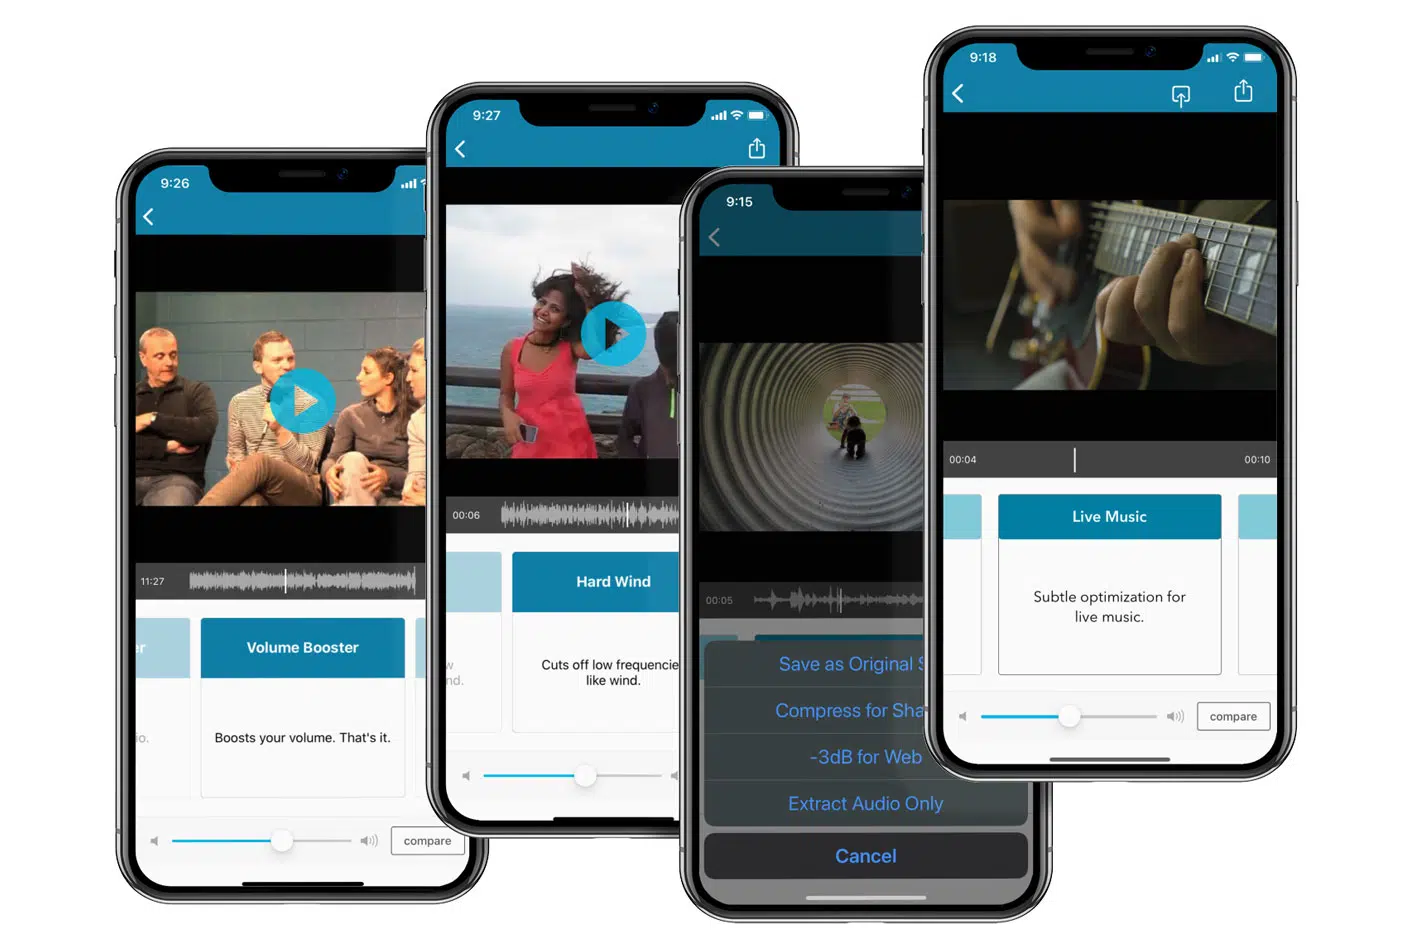 9:26
11:27
er
Volume Booster
io.
Boosts your volume. That's it.
compare
9:27
00:06
Hard Wind
w
nd.
Cuts off low frequencie
like wind.
9:15
00:05
Save as Original S
Compress for Sha
-3dB for Web
Extract Audio Only
Cancel
9:18
00:04
00:10
Live Music
Subtle optimization for
live music.
compare